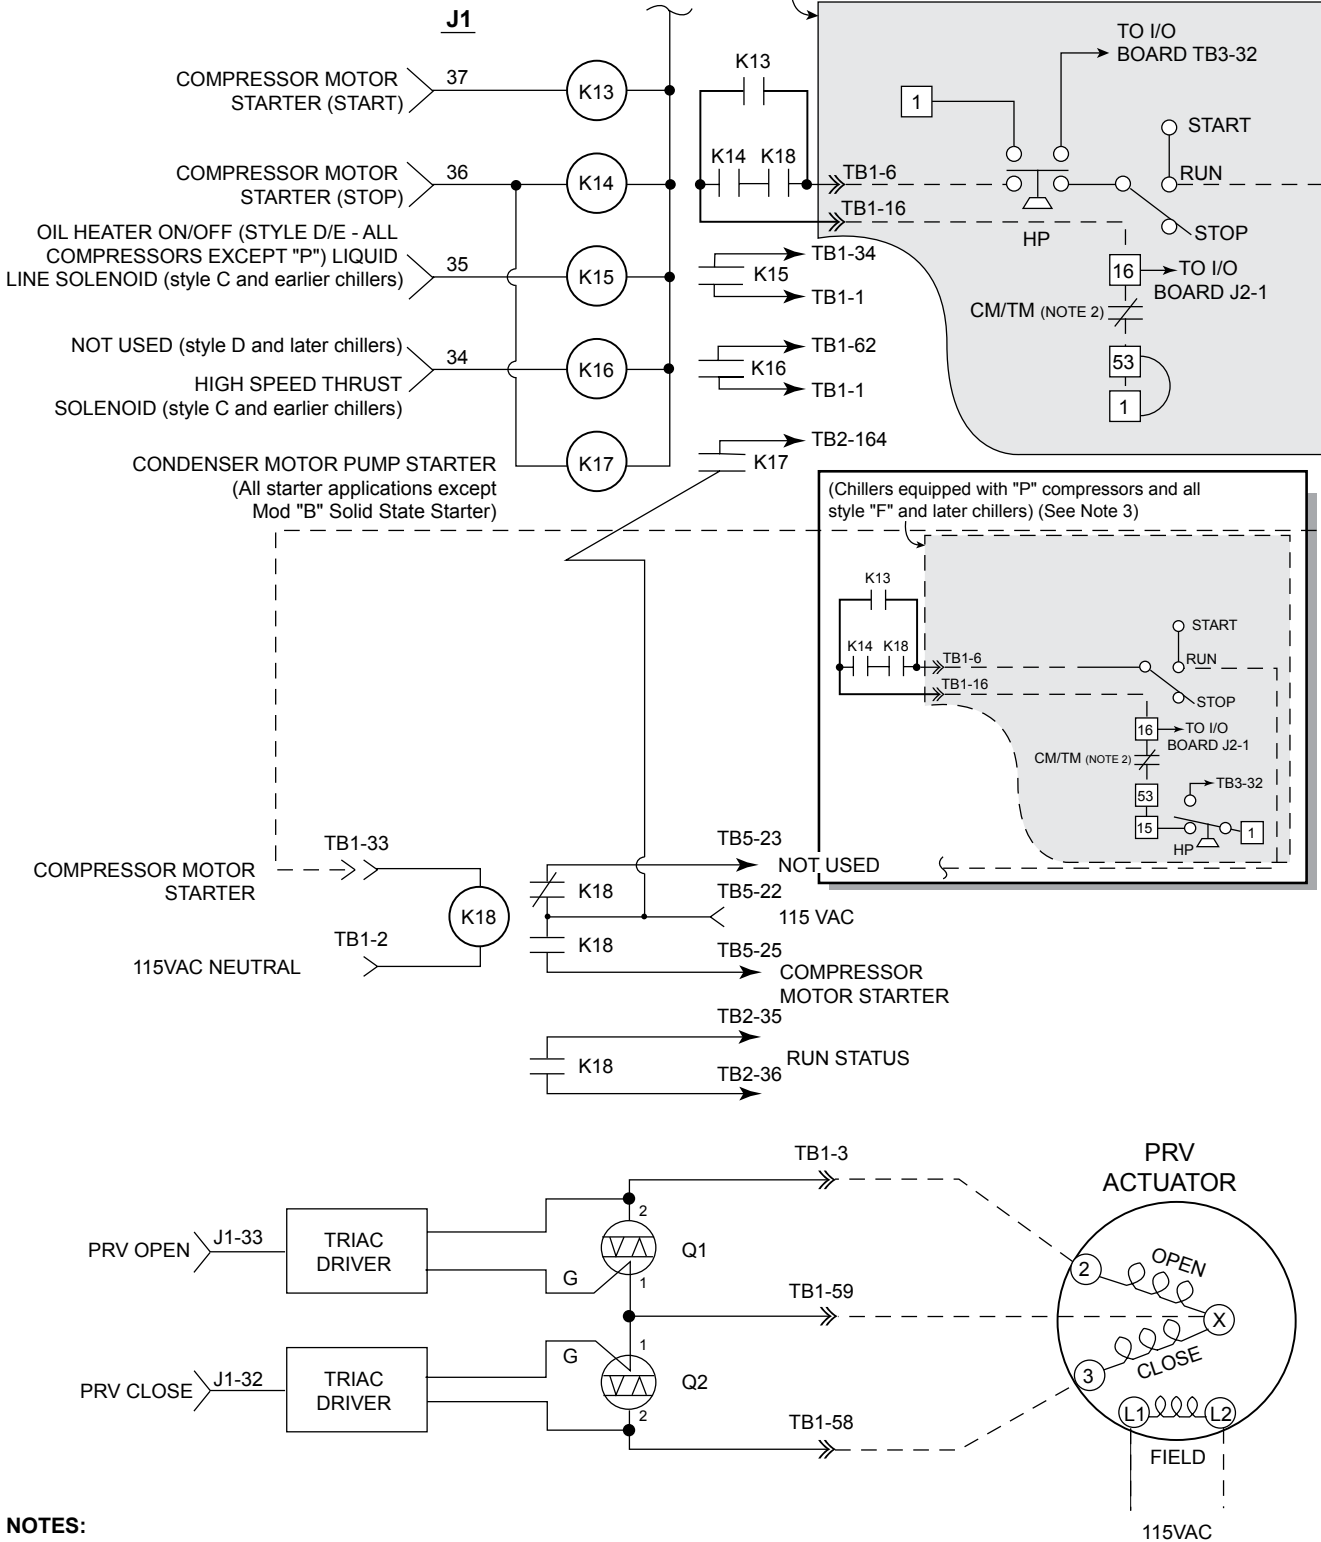 J1
COMPRESSOR MOTOR
STARTER (START)
37
K13
COMPRESSOR MOTOR
STARTER (STOP)
36
K14
OIL HEATER ON/OFF (STYLE D/E - ALL
COMPRESSORS EXCEPT "P") LIQUID
LINE SOLENOID (style C and earlier chillers)
35
K15
NOT USED (style D and later chillers)
HIGH SPEED THRUST
SOLENOID (style C and earlier chillers)
34
K16
K17
CONDENSER MOTOR PUMP STARTER
(All starter applications except
Mod "B" Solid State Starter)
K13
K14 K18
TB1-6
TB1-16
TB1-34
K15
TB1-1
TB1-62
K16
TB1-1
TB2-164
K17
TO I/O
BOARD TB3-32
1
START
RUN
STOP
HP
16
TO I/O
BOARD J2-1
CM/TM (NOTE 2)
53
1
(Chillers equipped with "P" compressors and all
style "F" and later chillers) (See Note 3)
K13
K14 K18
TB1-6
TB1-16
START
RUN
STOP
16
TO I/O
BOARD J2-1
CM/TM (NOTE 2)
TB3-32
53
15
1
HP
COMPRESSOR MOTOR
STARTER
TB1-33
K18
TB1-2
115VAC NEUTRAL
TB5-23
NOT USED
K18
TB5-22
115 VAC
K18
TB5-25
COMPRESSOR
MOTOR STARTER
TB2-35
K18
RUN STATUS
TB2-36
PRV OPEN
J1-33
TRIAC
DRIVER
2
Q1
G
1
TB1-3
TB1-59
PRV CLOSE
J1-32
TRIAC
DRIVER
1
G
Q2
2
TB1-58
PRV
ACTUATOR
2
OPEN
X
3
CLOSE
L1
L2
FIELD
115VAC
NOTES: